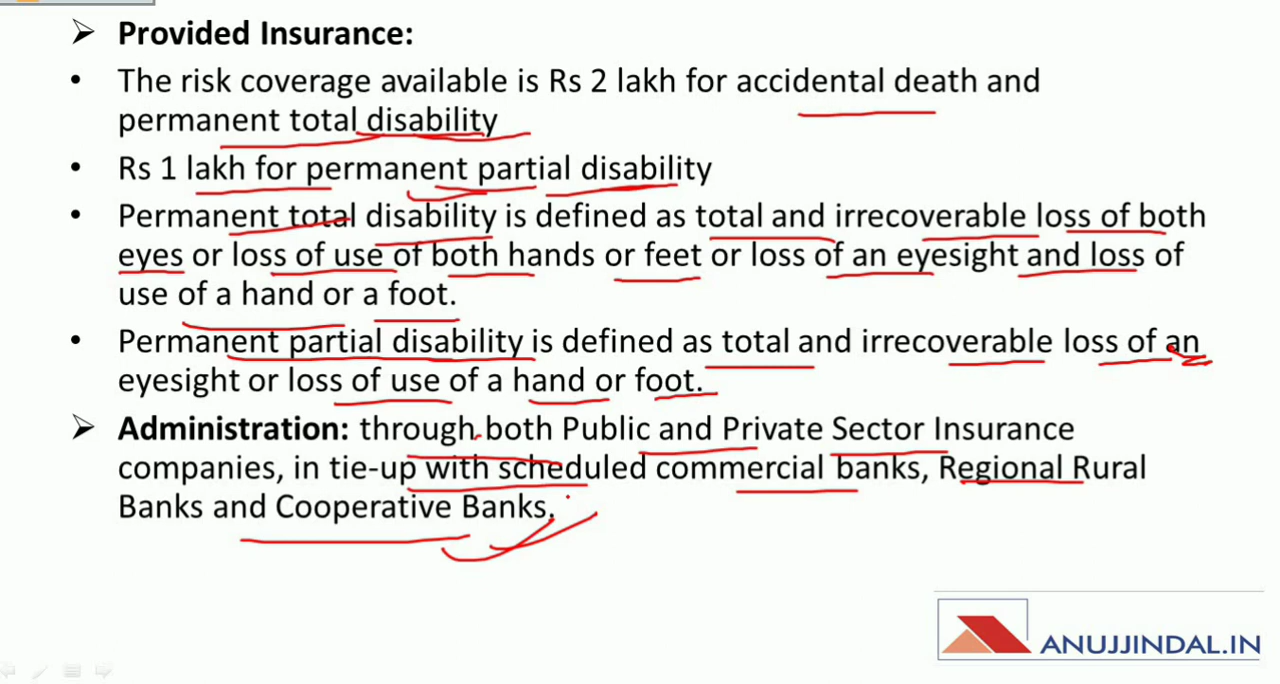 ➢ Provided Insurance:
• The risk coverage available is Rs 2 lakh for accidental death and
permanent total disability
• Rs 1 lakh for permanent partial disability
• Permanent total disability is defined as total and irrecoverable loss of both
eyes or loss of use of both hands or feet or loss of an eyesight and loss of
use of a hand or a foot.
• Permanent partial disability is defined as total and irrecoverable loss of an
eyesight or loss of use of a hand or foot.
➢ Administration: through both Public and Private Sector Insurance
companies, in tie-up with scheduled commercial banks, Regional Rural
Banks and Cooperative Banks.
ANUJJINDAL.IN